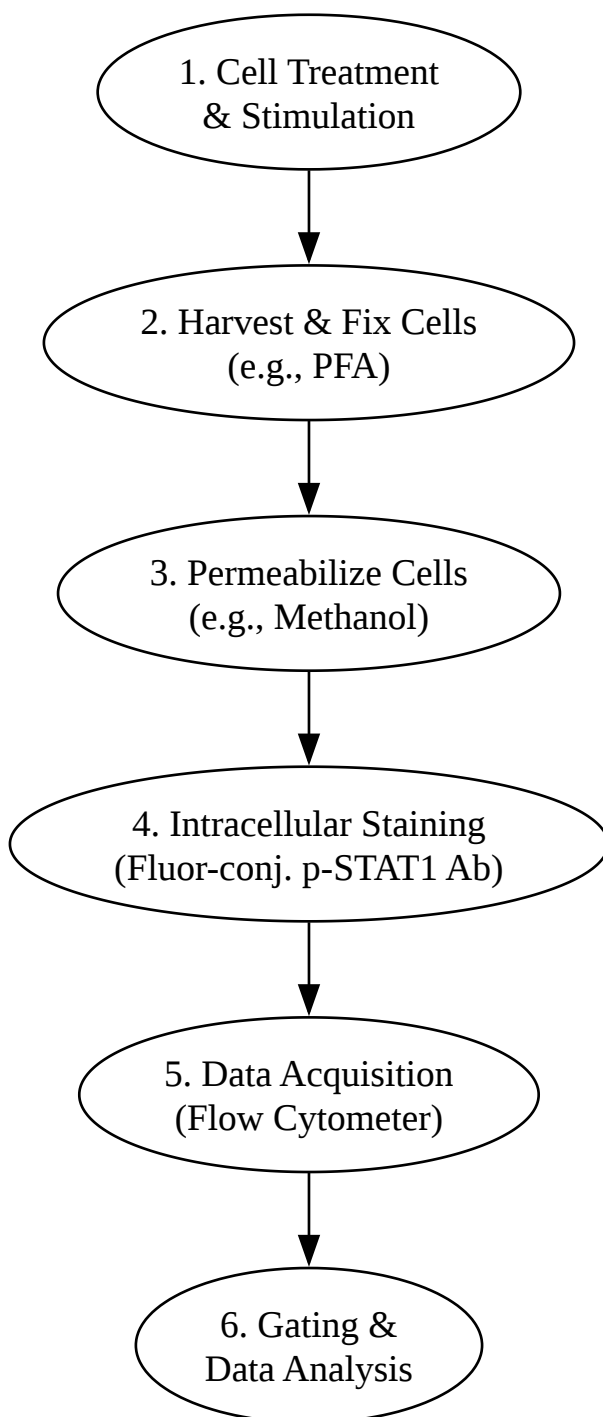 1. Cell Treatment
& Stimulation
2. Harvest & Fix Cells
(e.g., PFA)
3. Permeabilize Cells
(e.g., Methanol)
4. Intracellular Staining
(Fluor-conj. p-STAT1 Ab)
5. Data Acquisition
(Flow Cytometer)
6. Gating &
Data Analysis